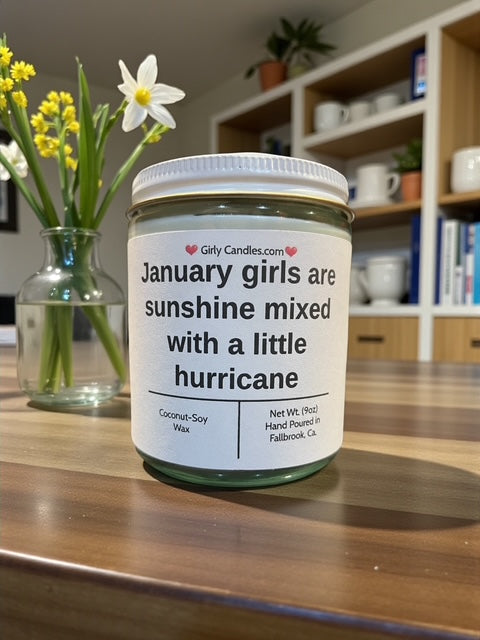 Girly Candles.com
January girls are
sunshine mixed
with a little
hurricane
Coconut-Soy
Wax
Net Wt. (9oz)
Hand Poured in
Fallbrook, Ca.